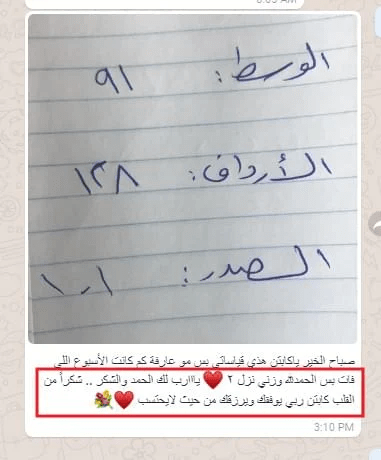 الوسط: ٩١
الأرداف: ١٢٨
الصدر: ١٠١
صباح الخير ياكابتن هذي قياساتي بس مو عارفة كم كانت الأسبوع اللي
فات بس الحمدلله وزني نزل ٢ ❤️ يااارب لك الحمد والشكر .. شكراً من
القلب كابتن ربي يوفقك ويرزقك من حيث لايحتسب ❤️💐
3:10 PM